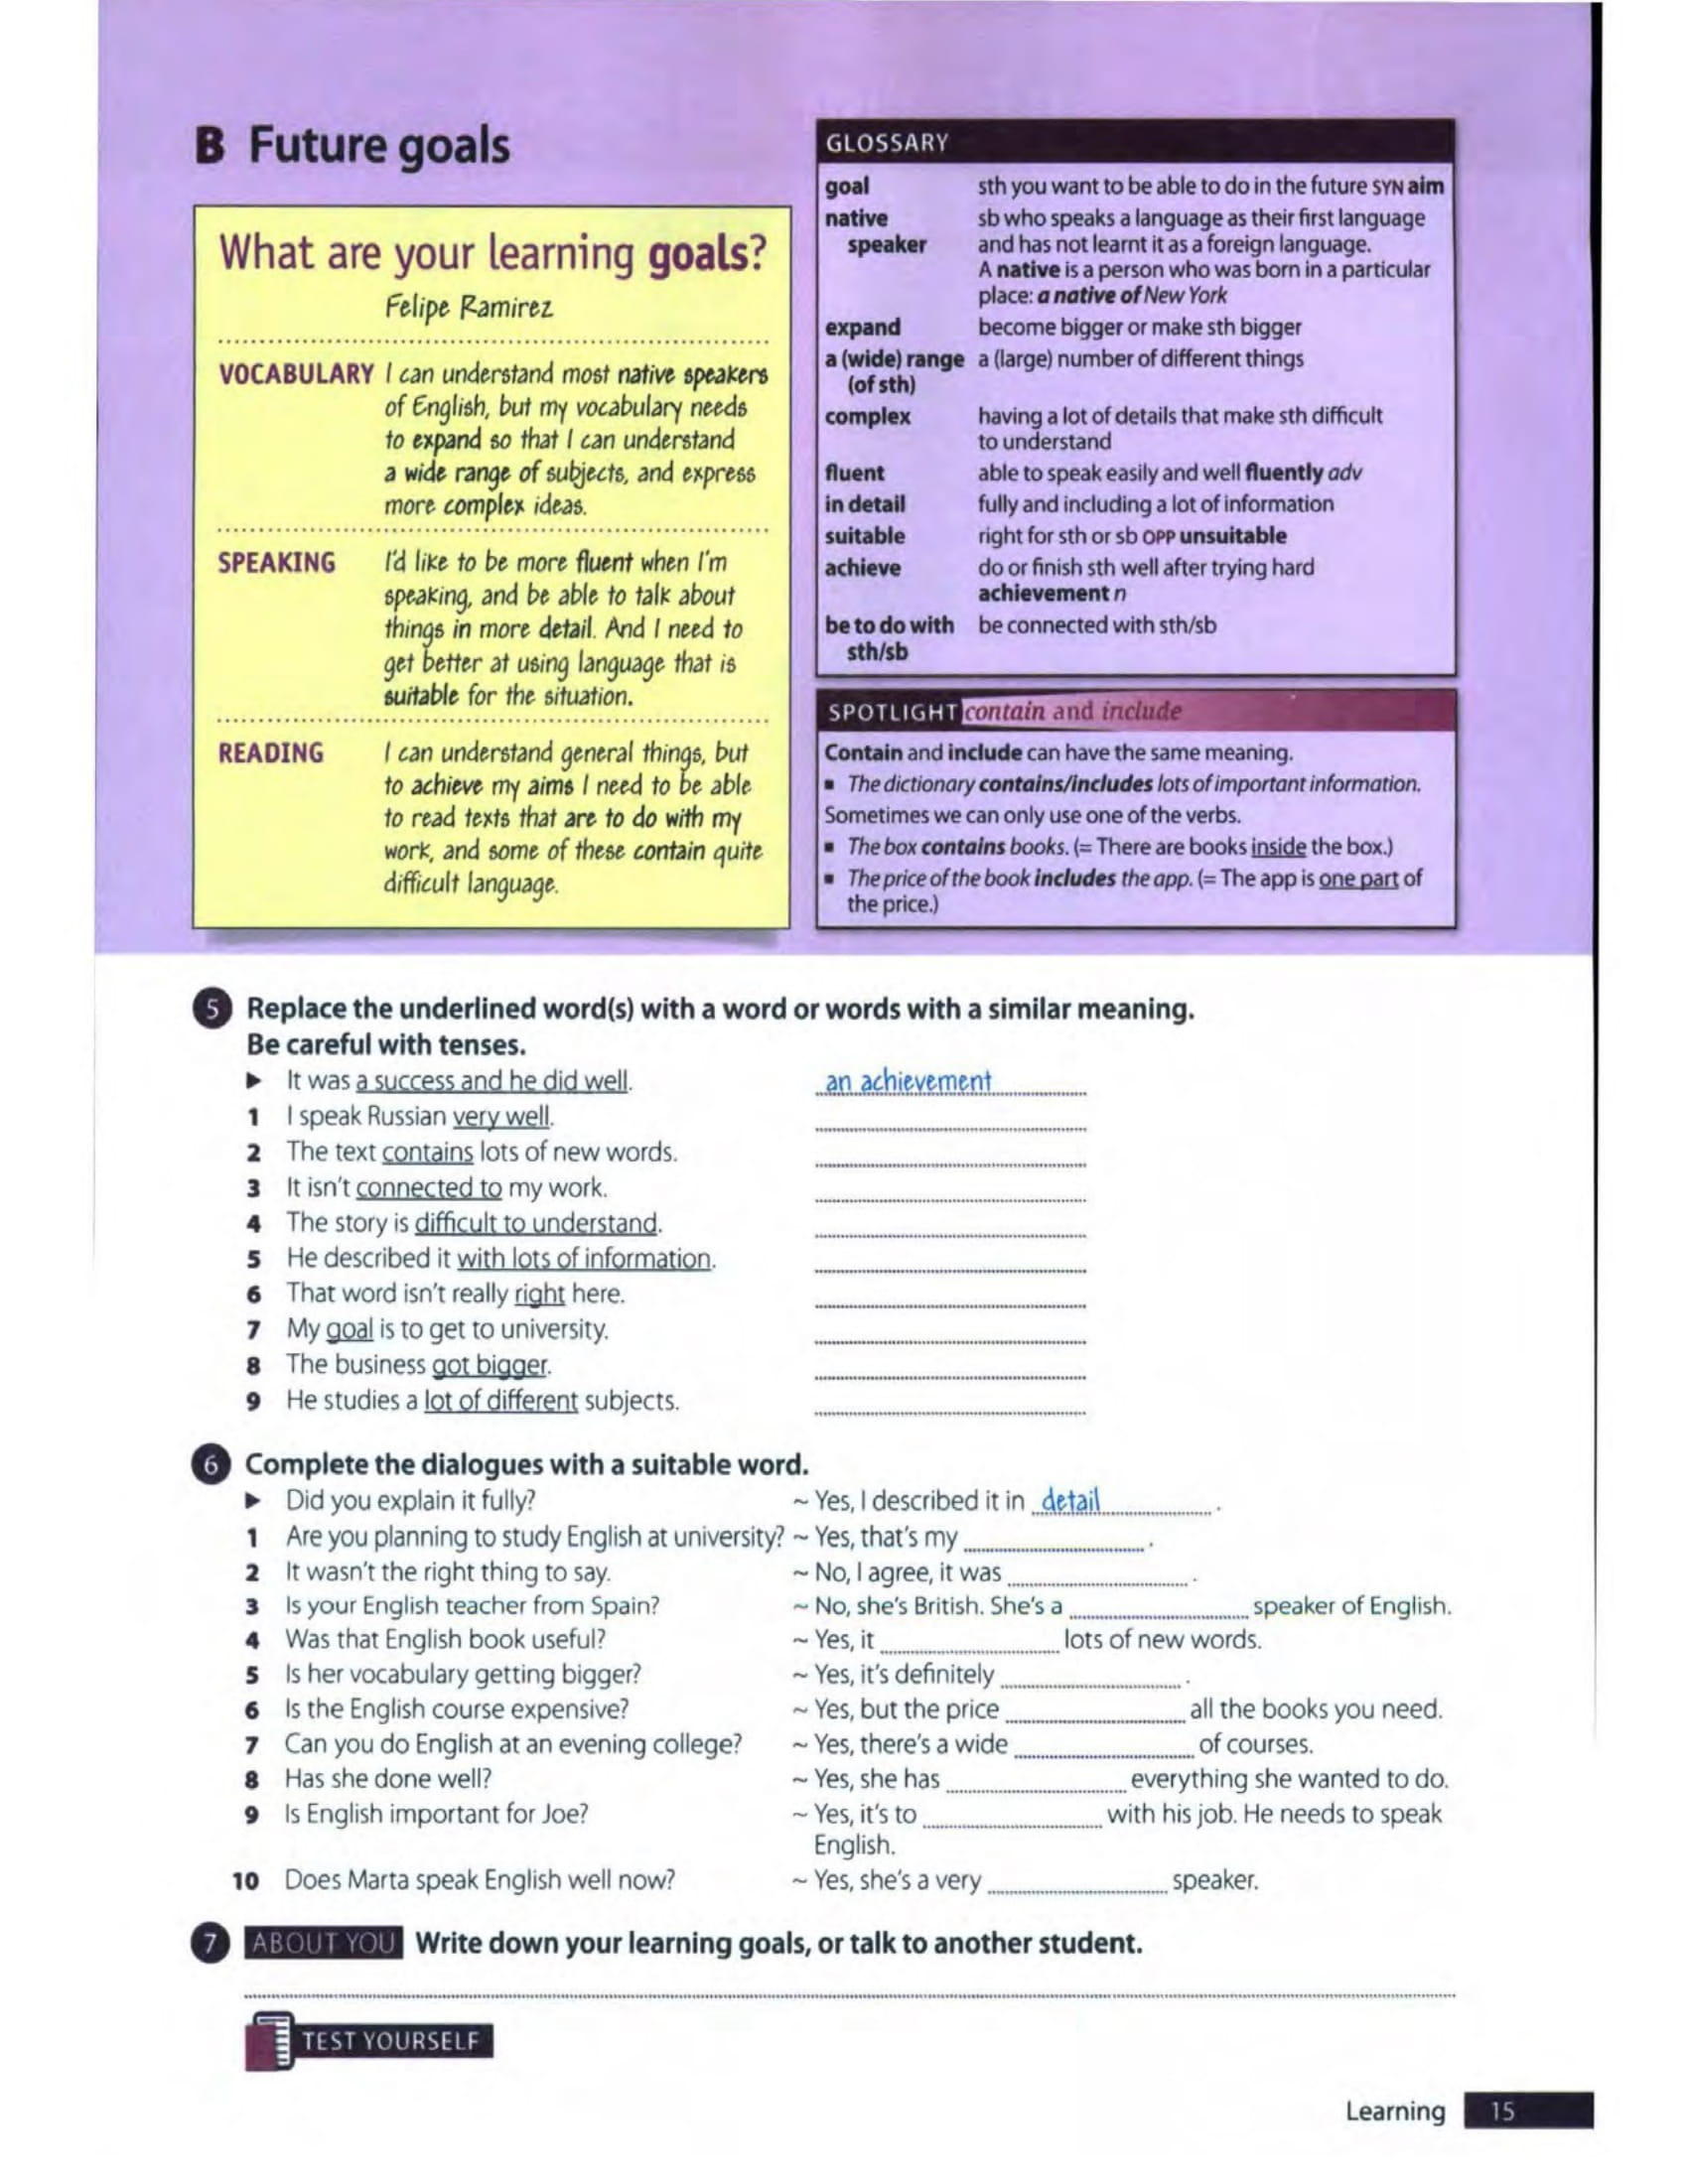 B Future goals
What are your learning goals?
Felipe Ramirez
VOCABULARY I can understand most native speakers
of English, but my vocabulary needs
to expand so that I can understand
a wide range of subjects, and express
more complex ideas.
SPEAKING I'd like to be more fluent when I'm
speaking, and be able to talk about
things in more detail. And I need to
get better at using language that is
suitable for the situation.
READING I can understand general things, but
to achieve my aims I need to be able
to read texts that are to do with my
work, and some of these contain quite
difficult language.
GLOSSARY
goal sth you want to be able to do in the future SYN aim
native sb who speaks a language as their first language
speaker and has not learnt it as a foreign language.
A native is a person who was born in a particular
place: a native of New York
expand become bigger or make sth bigger
a (wide) range a (large) number of different things
(of sth)
complex having a lot of details that make sth difficult
to understand
fluent able to speak easily and well fluently adv
in detail fully and including a lot of information
suitable right for sth or sb OPP unsuitable
achieve do or finish sth well after trying hard
achievement n
be to do with be connected with sth/sb
sth/sb
SPOTLIGHT contain and include
Contain and include can have the same meaning.
▪ The dictionary contains/includes lots of important information.
Sometimes we can only use one of the verbs.
▪ The box contains books. (= There are books inside the box.)
▪ The price of the book includes the app. (= The app is one part of
the price.)
5 Replace the underlined word(s) with a word or words with a similar meaning.
Be careful with tenses.
▶ It was a success and he did well. an achievement
1 I speak Russian very well.
2 The text contains lots of new words.
3 It isn't connected to my work.
4 The story is difficult to understand.
5 He described it with lots of information.
6 That word isn't really right here.
7 My goal is to get to university.
8 The business got bigger.
9 He studies a lot of different subjects.
6 Complete the dialogues with a suitable word.
▶ Did you explain it fully? ~ Yes, I described it in detail.
1 Are you planning to study English at university? ~ Yes, that's my .
2 It wasn't the right thing to say. ~ No, I agree, it was .
3 Is your English teacher from Spain? ~ No, she's British. She's a speaker of English.
4 Was that English book useful? ~ Yes, it lots of new words.
5 Is her vocabulary getting bigger? ~ Yes, it's definitely .
6 Is the English course expensive? ~ Yes, but the price all the books you need.
7 Can you do English at an evening college? ~ Yes, there's a wide of courses.
8 Has she done well? ~ Yes, she has everything she wanted to do.
9 Is English important for Joe? ~ Yes, it's to with his job. He needs to speak
English.
10 Does Marta speak English well now? ~ Yes, she's a very speaker.
7 ABOUT YOU Write down your learning goals, or talk to another student.
TEST YOURSELF
Learning 15